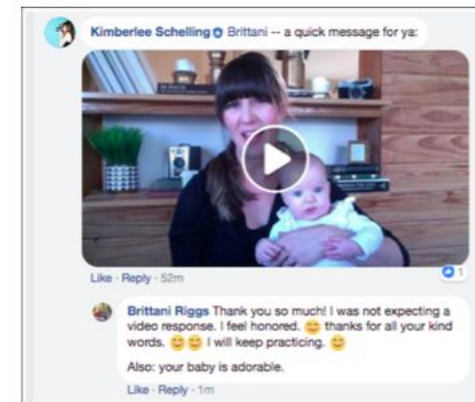 Kimberlee Schelling Brittani -- a quick message for ya:
Like · Reply · 52m
1
Brittani Riggs Thank you so much! I was not expecting a
video response. I feel honored. 😊 thanks for all your kind
words. 😊😊 I will keep practicing. 😊
Also: your baby is adorable.
Like · Reply · 1m